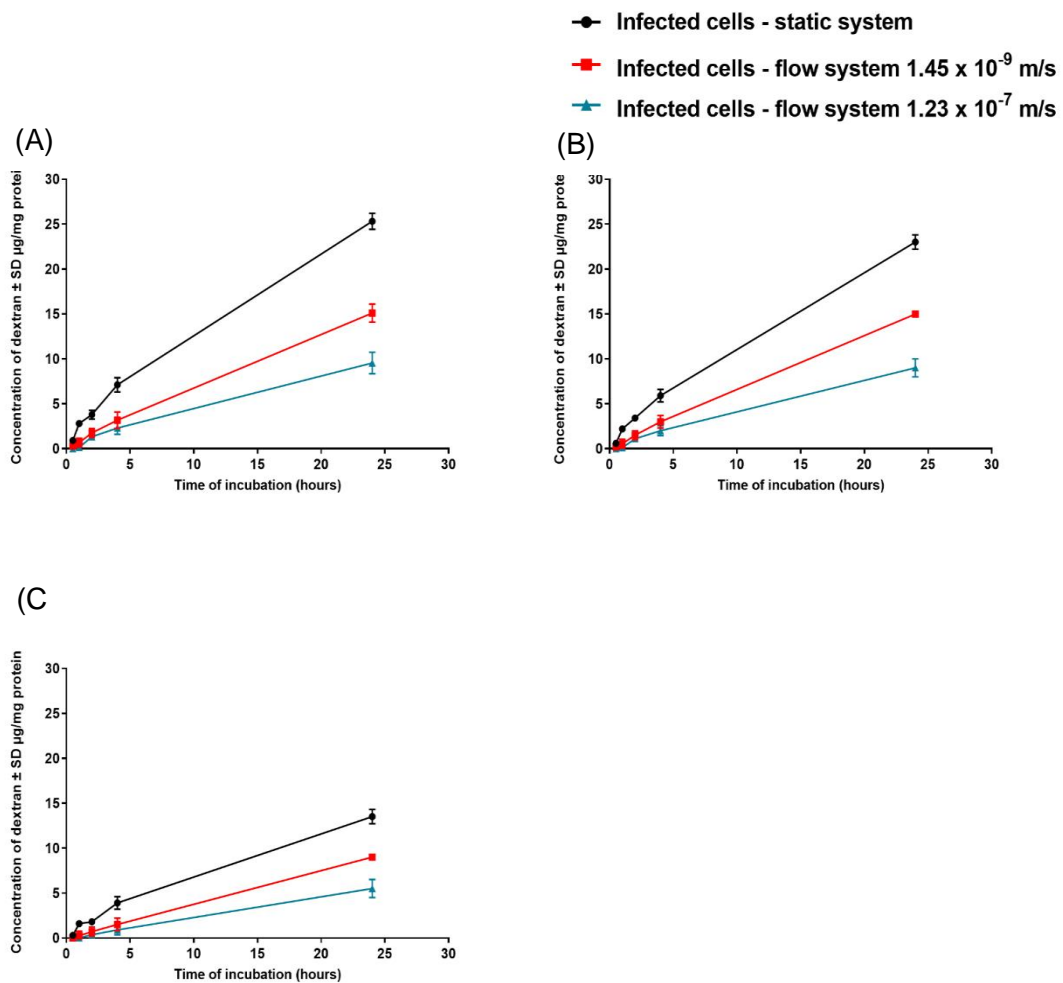 Infected cells - static system
Infected cells - flow system 1.45 x 10⁻⁹ m/s
Infected cells - flow system 1.23 x 10⁻⁷ m/s
(A)
Concentration of dextran ± SD µg/mg protei
30
25
20
15
10
5
0
0 5 10 15 20 25 30
Time of incubation (hours)
(B)
Concentration of dextran ± SD µg/mg prote
30
25
20
15
10
5
0
0 5 10 15 20 25 30
Time of incubation (hours)
(C
Concentration of dextran ± SD µg/mg protein
30
25
20
15
10
5
0
0 5 10 15 20 25 30
Time of incubation (hours)